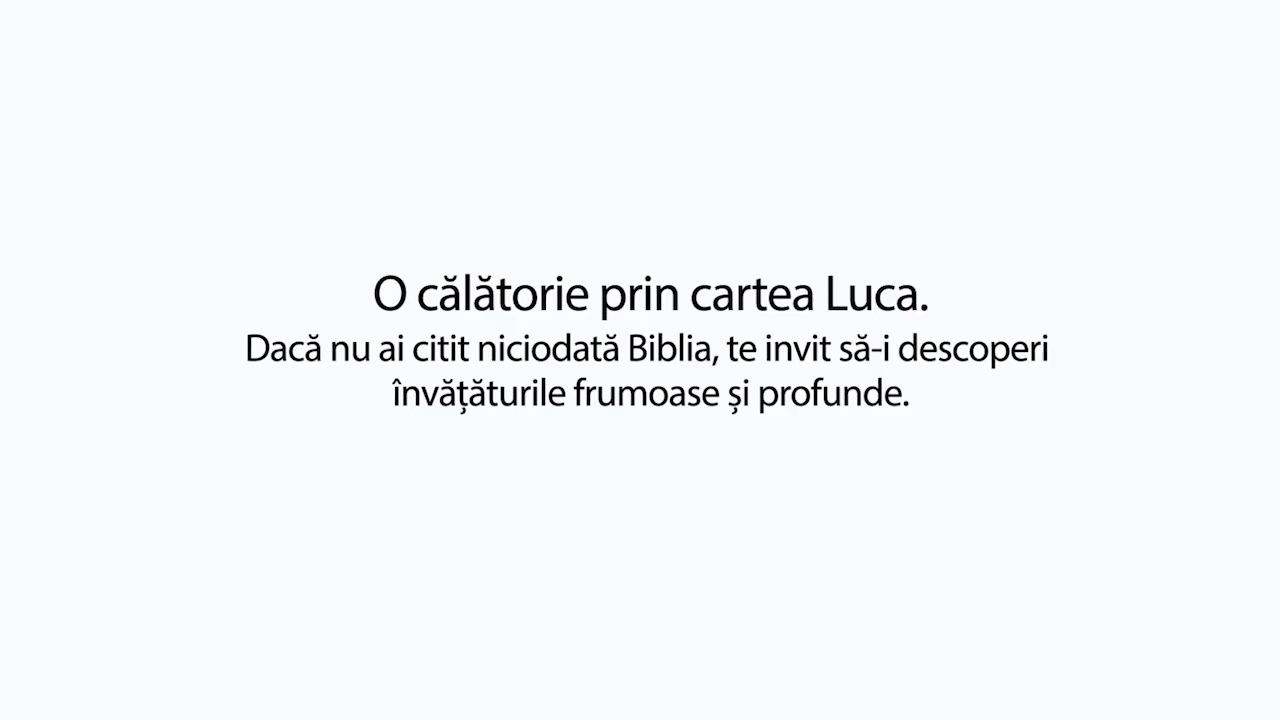 O călătorie prin cartea Luca.
Dacă nu ai citit niciodată Biblia, te invit să-i descoperi
învățăturile frumoase și profunde.